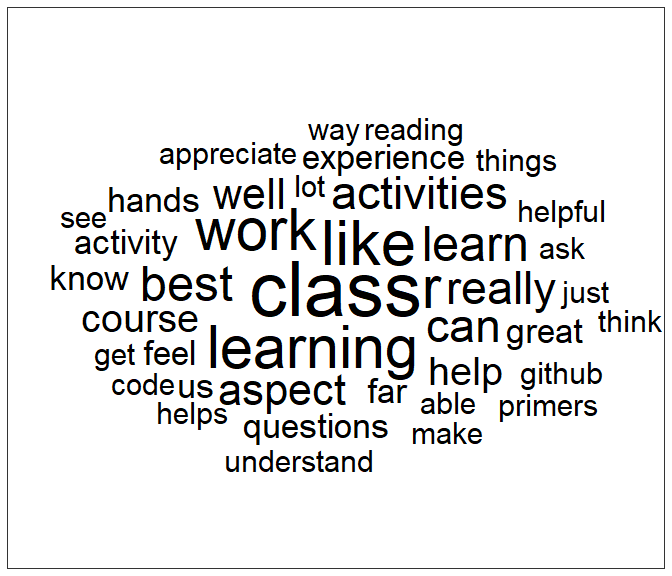 way reading
appreciate experience things
hands well lot activities
see helpful
activity work like learn ask
know best class r really just
course can great think
get feel learning
code us aspect far help github
helps able primers
questions make
understand